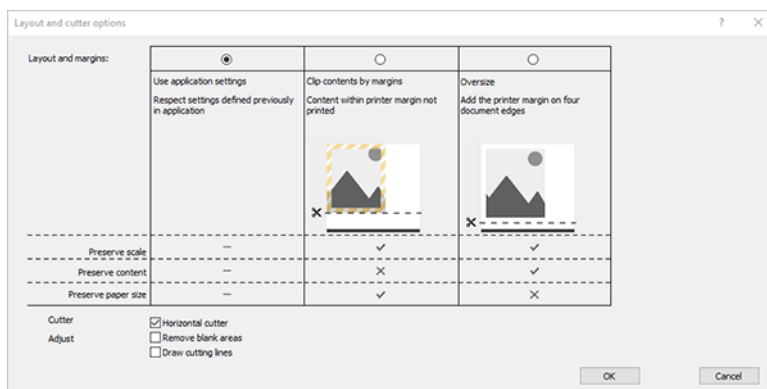 Layout and cutter options
Layout and margins:
Use application settings
Respect settings defined previously
in application
Clip contents by margins
Content within printer margin not
printed
Oversize
Add the printer margin on four
document edges
Preserve scale
Preserve content
Preserve paper size
Cutter
Horizontal cutter
Adjust
Remove blank areas
Draw cutting lines
OK
Cancel